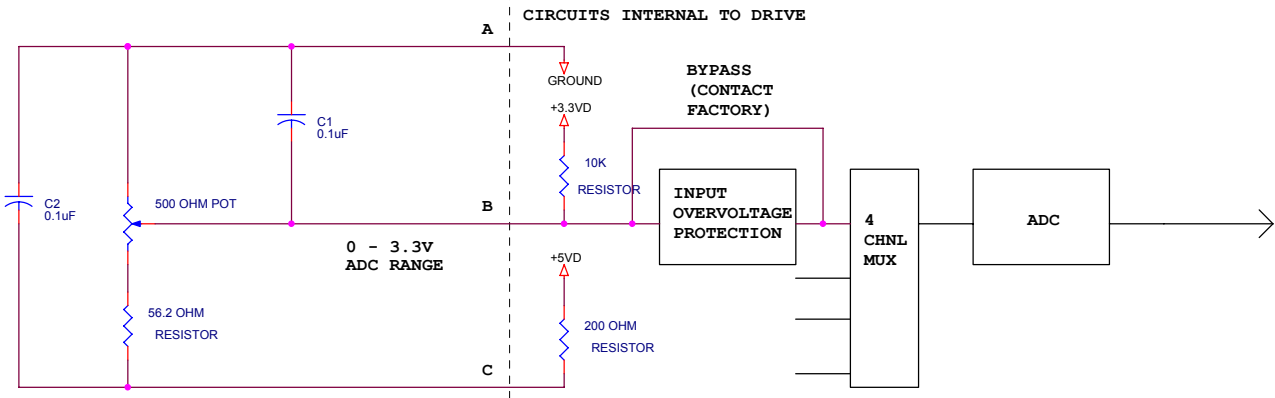 CIRCUITS INTERNAL TO DRIVE
A
GROUND
+3.3VD
BYPASS
(CONTACT
FACTORY)
C1
0.1uF
10K
RESISTOR
C2
0.1uF
500 OHM POT
B
INPUT
OVERVOLTAGE
PROTECTION
4
CHNL
MUX
ADC
0 - 3.3V
ADC RANGE
+5VD
56.2 OHM
RESISTOR
200 OHM
RESISTOR
C